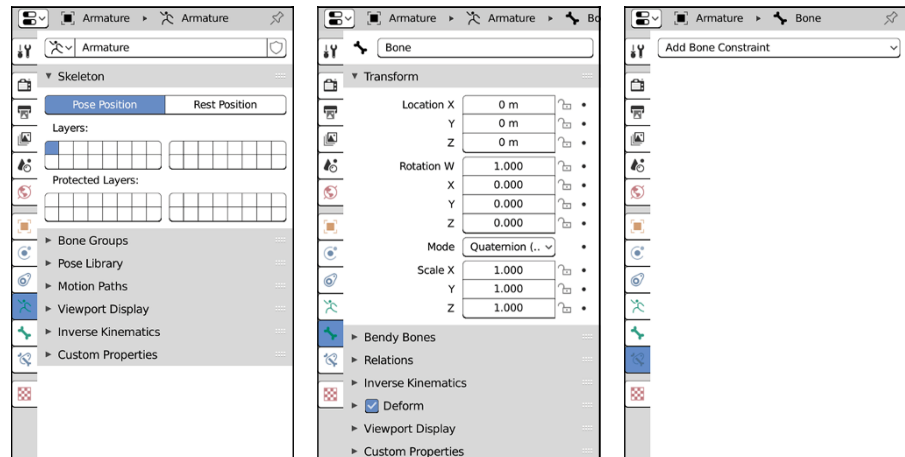 Armature ▸ Armature
Armature
Skeleton
Pose Position Rest Position
Layers:
Protected Layers:
Bone Groups
Pose Library
Motion Paths
Viewport Display
Inverse Kinematics
Custom Properties
Armature ▸ Armature ▸ Bo
Bone
Transform
Location X 0 m
Y 0 m
Z 0 m
Rotation W 1.000
X 0.000
Y 0.000
Z 0.000
Mode Quaternion (..
Scale X 1.000
Y 1.000
Z 1.000
Bendy Bones
Relations
Inverse Kinematics
Deform
Viewport Display
Custom Properties
Armature ▸ Bone
Add Bone Constraint